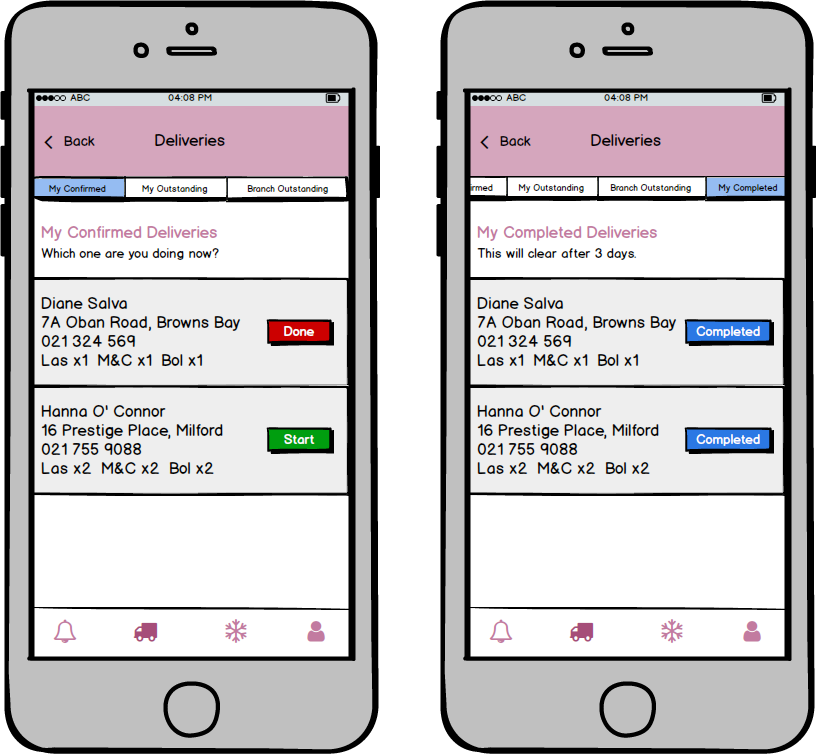 ABC 04:08 PM
Back Deliveries
My Confirmed My Outstanding Branch Outstanding
My Confirmed Deliveries
Which one are you doing now?
Diane Salva
7A Oban Road, Browns Bay
021 324 569
Las x1 M&C x1 Bol x1
Done
Hanna O' Connor
16 Prestige Place, Milford
021 755 9088
Las x2 M&C x2 Bol x2
Start
ABC 04:08 PM
Back Deliveries
irmed My Outstanding Branch Outstanding My Completed
My Completed Deliveries
This will clear after 3 days.
Diane Salva
7A Oban Road, Browns Bay
021 324 569
Las x1 M&C x1 Bol x1
Completed
Hanna O' Connor
16 Prestige Place, Milford
021 755 9088
Las x2 M&C x2 Bol x2
Completed